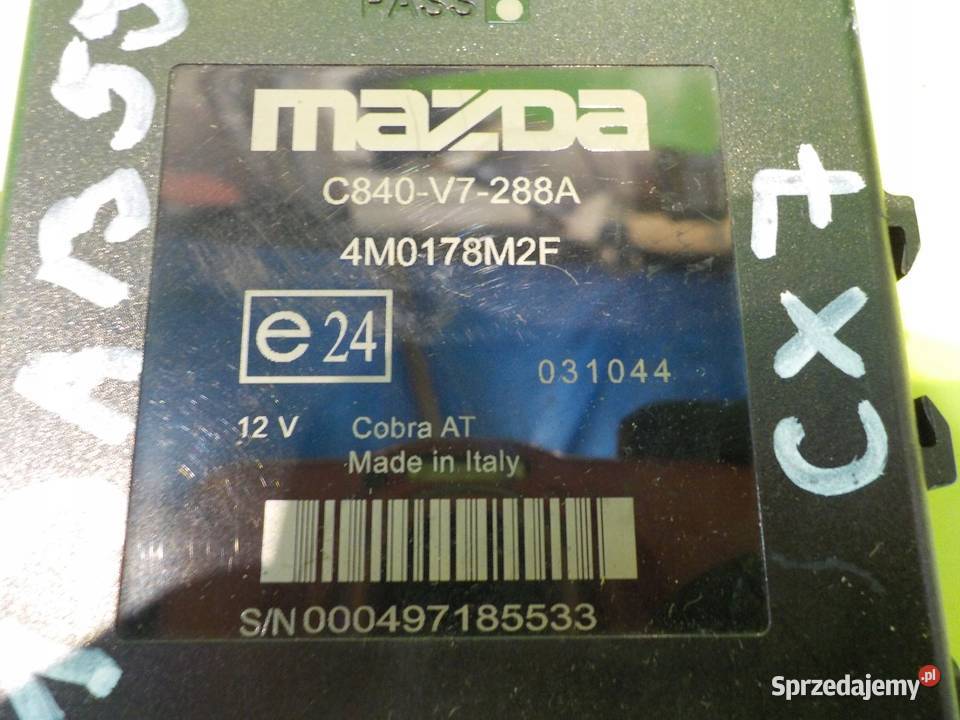 PASS
mazda
C840-V7-288A
4M0178M2F
e 24
031044
12 V Cobra AT
Made in Italy
S/N 000497185533
CX7
Sprzedajemy.pl